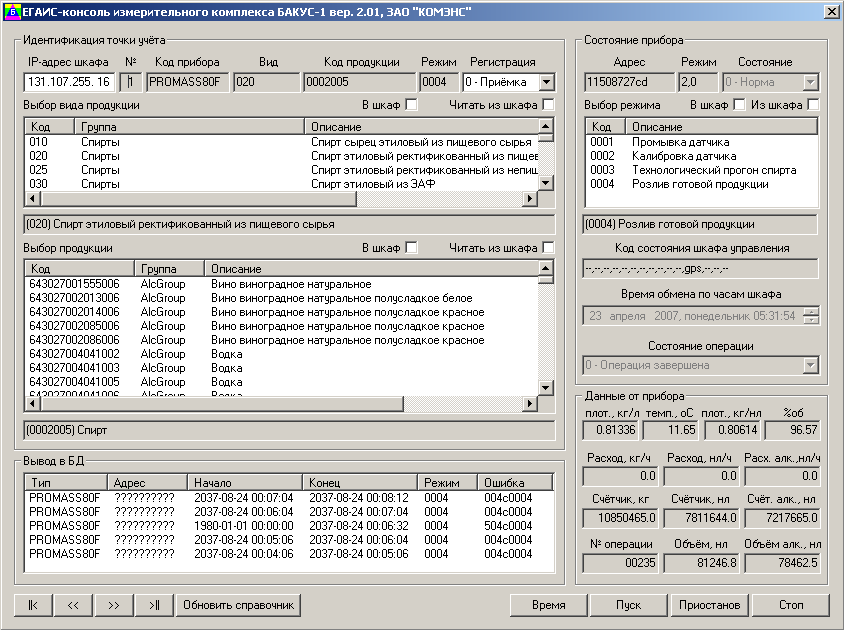 ЕГАИС-консоль измерительного комплекса БАКУС-1 вер. 2.01, ЗАО "КОМЭНС"
Идентификация точки учёта
IP-адрес шкафа № Код прибора Вид Код продукции Режим Регистрация
131.107.255. 16 1 PROMASS80F 020 0002005 0004 0 - Приёмка
Выбор вида продукции В шкаф Читать из шкафа
Код Группа Описание
010 Спирты Спирт сырец этиловый из пищевого сырья
020 Спирты Спирт этиловый ректификованный из пищев
025 Спирты Спирт этиловый ректификованный из непищ
030 Спирты Спирт этиловый из ЭАФ
(020) Спирт этиловый ректификованный из пищевого сырья
Выбор продукции В шкаф Читать из шкафа
Код Группа Описание
643027001555006 AlcGroup Вино виноградное натуральное
643027002013006 AlcGroup Вино виноградное натуральное полусладкое белое
643027002014006 AlcGroup Вино виноградное натуральное полусладкое красное
643027002085006 AlcGroup Вино виноградное натуральное полусладкое красное
643027002086006 AlcGroup Вино виноградное натуральное полусладкое красное
643027004041002 AlcGroup Водка
643027004041003 AlcGroup Водка
643027004041005 AlcGroup Водка
643027004041006 AlcGroup Водка
(0002005) Спирт
Вывод в БД
Тип Адрес Начало Конец Режим Ошибка
PROMASS80F ?????????? 2037-08-24 00:07:04 2037-08-24 00:08:12 0004 004c0004
PROMASS80F ?????????? 2037-08-24 00:06:04 2037-08-24 00:07:04 0004 004c0004
PROMASS80F ?????????? 1980-01-01 00:00:00 2037-08-24 00:06:32 0004 504c0004
PROMASS80F ?????????? 2037-08-24 00:05:06 2037-08-24 00:06:04 0004 004c0004
PROMASS80F ?????????? 2037-08-24 00:04:06 2037-08-24 00:05:06 0004 004c0004
Состояние прибора
Адрес Режим Состояние
11508727cd 2,0 0 - Норма
Выбор режима В шкаф Из шкафа
Код Описание
0001 Промывка датчика
0002 Калибровка датчика
0003 Технологический прогон спирта
0004 Розлив готовой продукции
(0004) Розлив готовой продукции
Код состояния шкафа управления
--,--,--,--,--,--,--,--,--,--,gps,--,--,--
Время обмена по часам шкафа
23 апреля 2007, понедельник 05:31:54
Состояние операции
0 - Операция завершена
Данные от прибора
плот., кг/л темп., оС плот., кг/нл %об
0.81336 11.65 0.80614 96.57
Расход, кг/ч Расход, нл/ч Расх. алк.,нл/ч
0.0 0.0 0.0
Счётчик, кг Счётчик, нл Счёт. алк., нл
10850465.0 7811644.0 7217665.0
№ операции Объём, нл Объём алк., нл
00235 81246.8 78462.5
|< << >> >|| Обновить справочник Время Пуск Приостанов Стоп